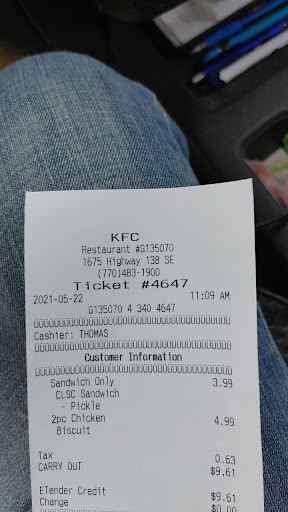 KFC
Restaurant #G135070
1675 Highway 138 SE
(770)483-1900
Ticket #4647
2021-05-22 11:09 AM
G135070 4 340 4647
Cashier: THOMAS
Customer Information
Sandwich Only 3.99
CLSC Sandwich
- Pickle
2pc Chicken 4.99
Biscuit
Tax 0.63
CARRY OUT $9.61
ETender Credit $9.61
Change $0.00